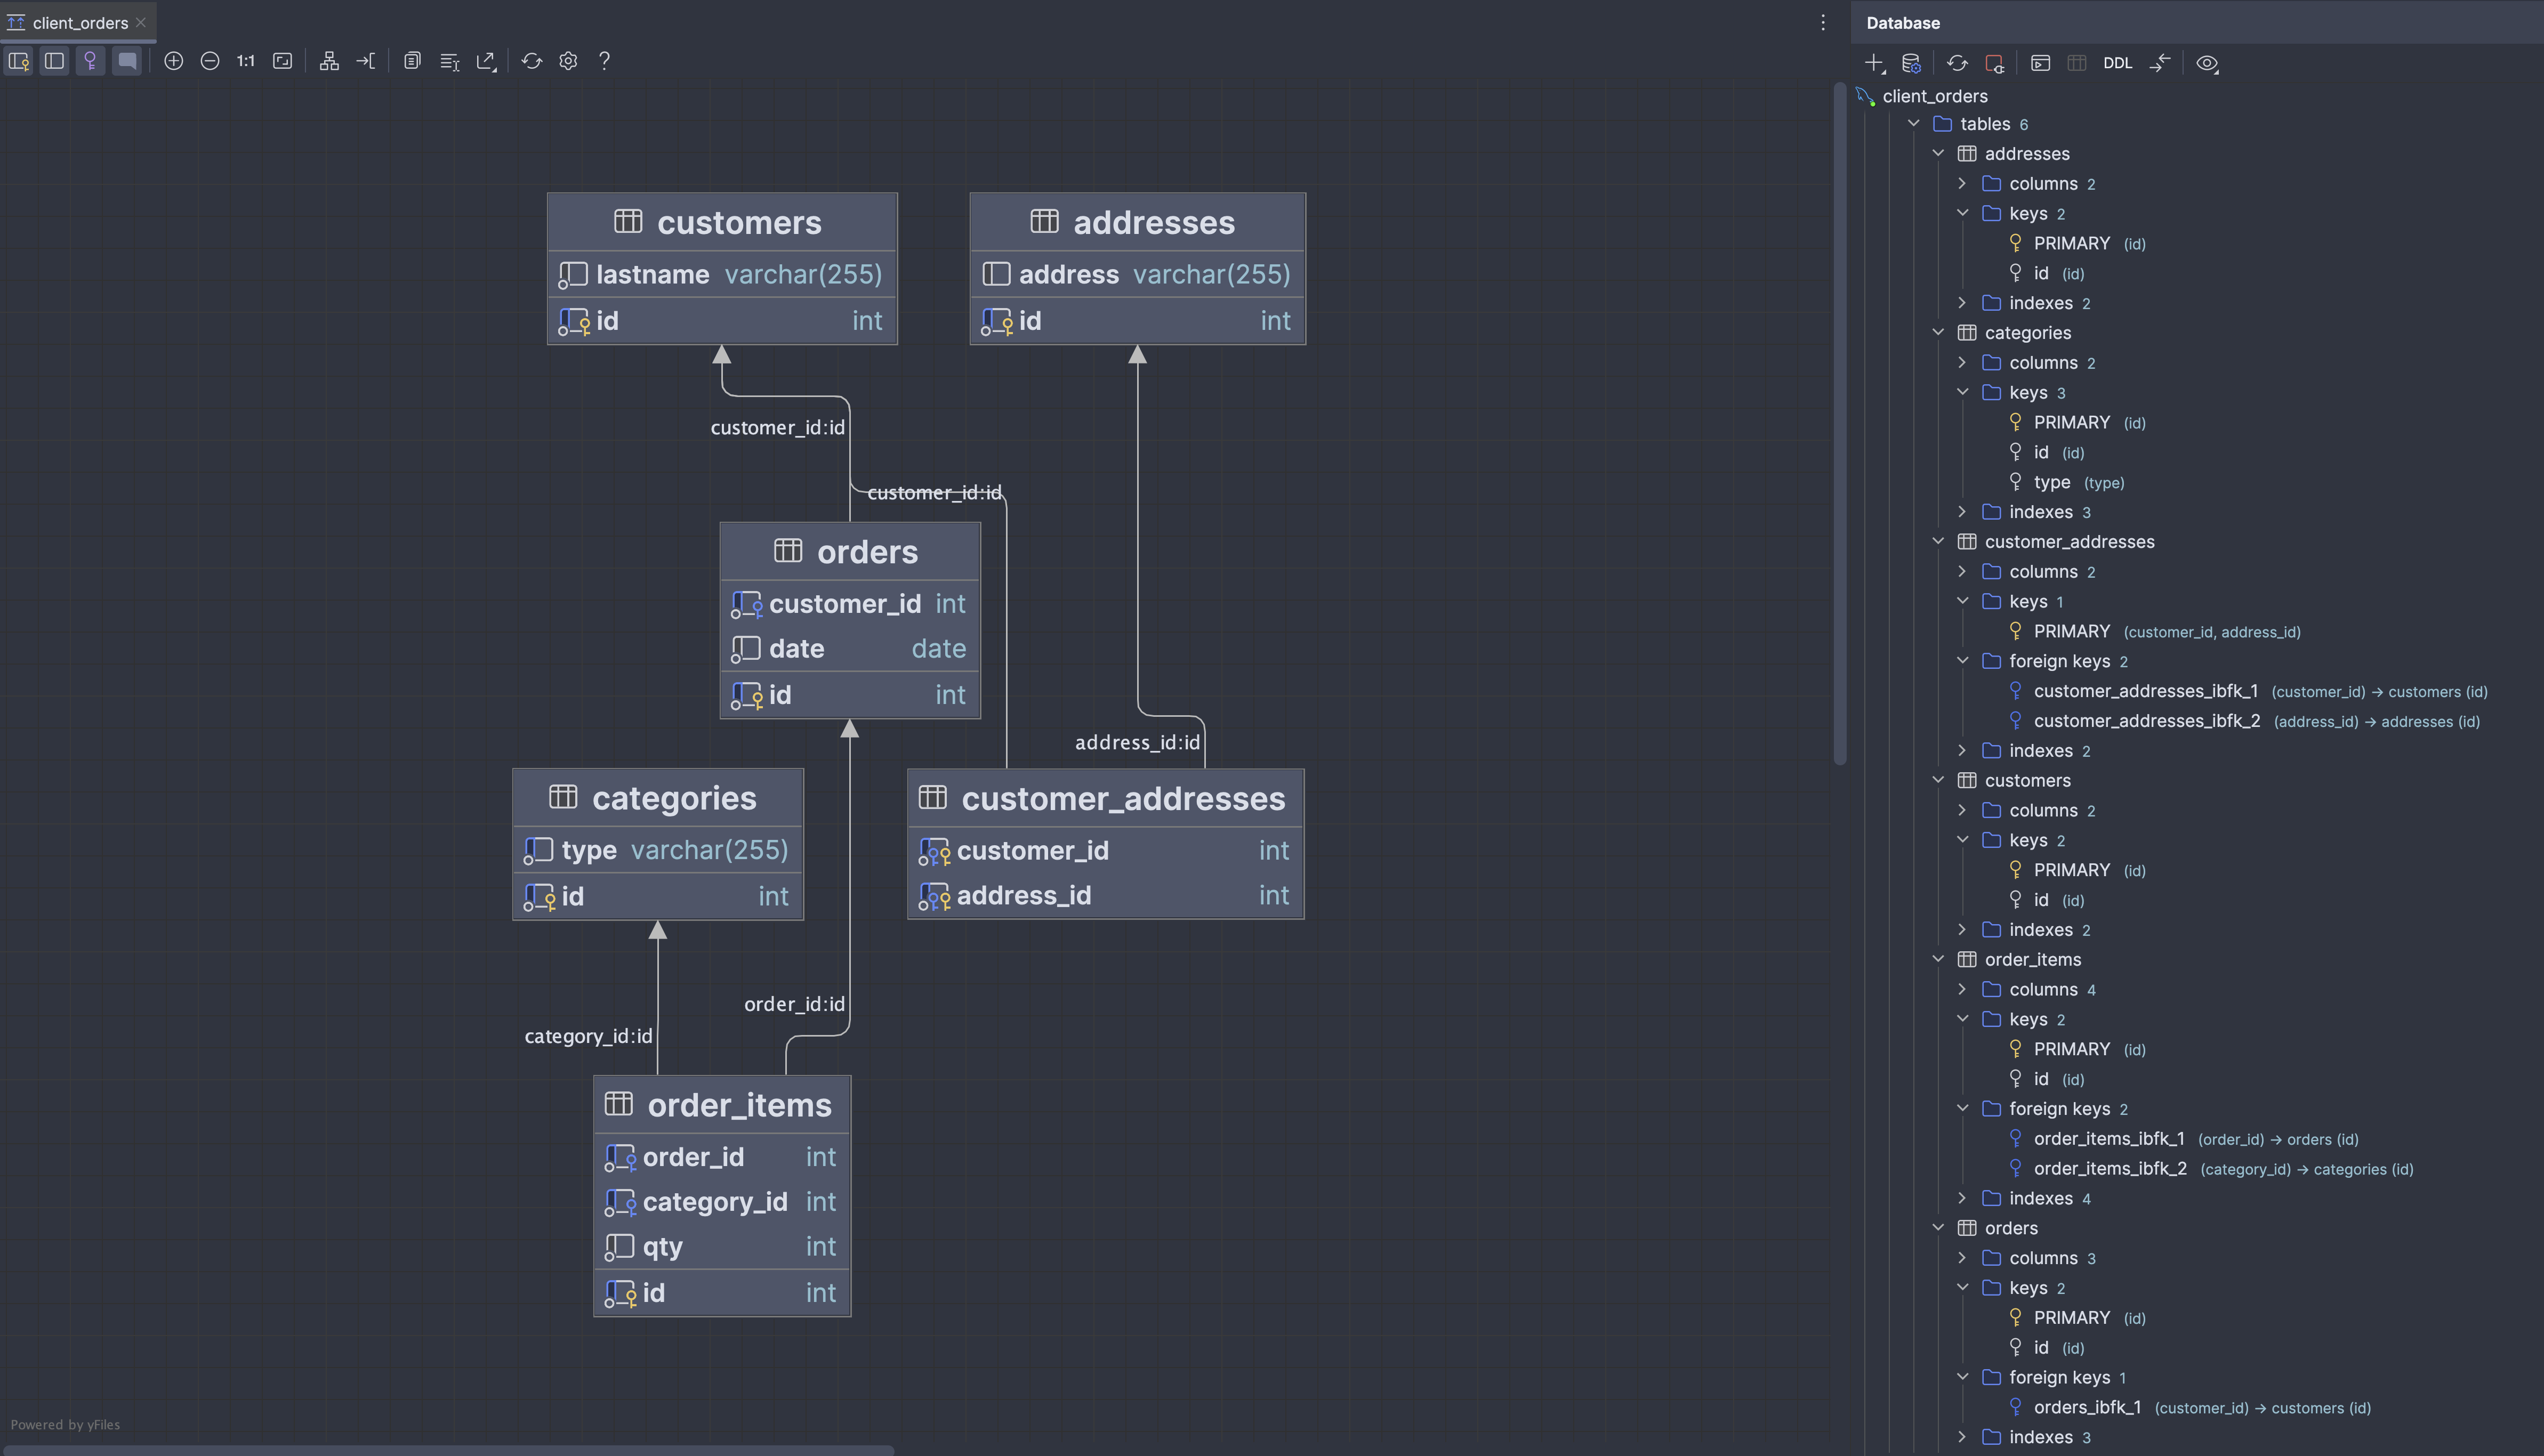 client_orders
1:1
?
customers
lastname varchar(255)
id int
addresses
address varchar(255)
id int
customer_id:id
customer_id:id
orders
customer_id int
date date
id int
address_id:id
categories
type varchar(255)
id int
customer_addresses
customer_id int
address_id int
order_id:id
category_id:id
order_items
order_id int
category_id int
qty int
id int
Powered by yFiles
Database
DDL
client_orders
tables 6
addresses
columns 2
keys 2
PRIMARY (id)
id (id)
indexes 2
categories
columns 2
keys 3
PRIMARY (id)
id (id)
type (type)
indexes 3
customer_addresses
columns 2
keys 1
PRIMARY (customer_id, address_id)
foreign keys 2
customer_addresses_ibfk_1 (customer_id) → customers (id)
customer_addresses_ibfk_2 (address_id) → addresses (id)
indexes 2
customers
columns 2
keys 2
PRIMARY (id)
id (id)
indexes 2
order_items
columns 4
keys 2
PRIMARY (id)
id (id)
foreign keys 2
order_items_ibfk_1 (order_id) → orders (id)
order_items_ibfk_2 (category_id) → categories (id)
indexes 4
orders
columns 3
keys 2
PRIMARY (id)
id (id)
foreign keys 1
orders_ibfk_1 (customer_id) → customers (id)
indexes 3